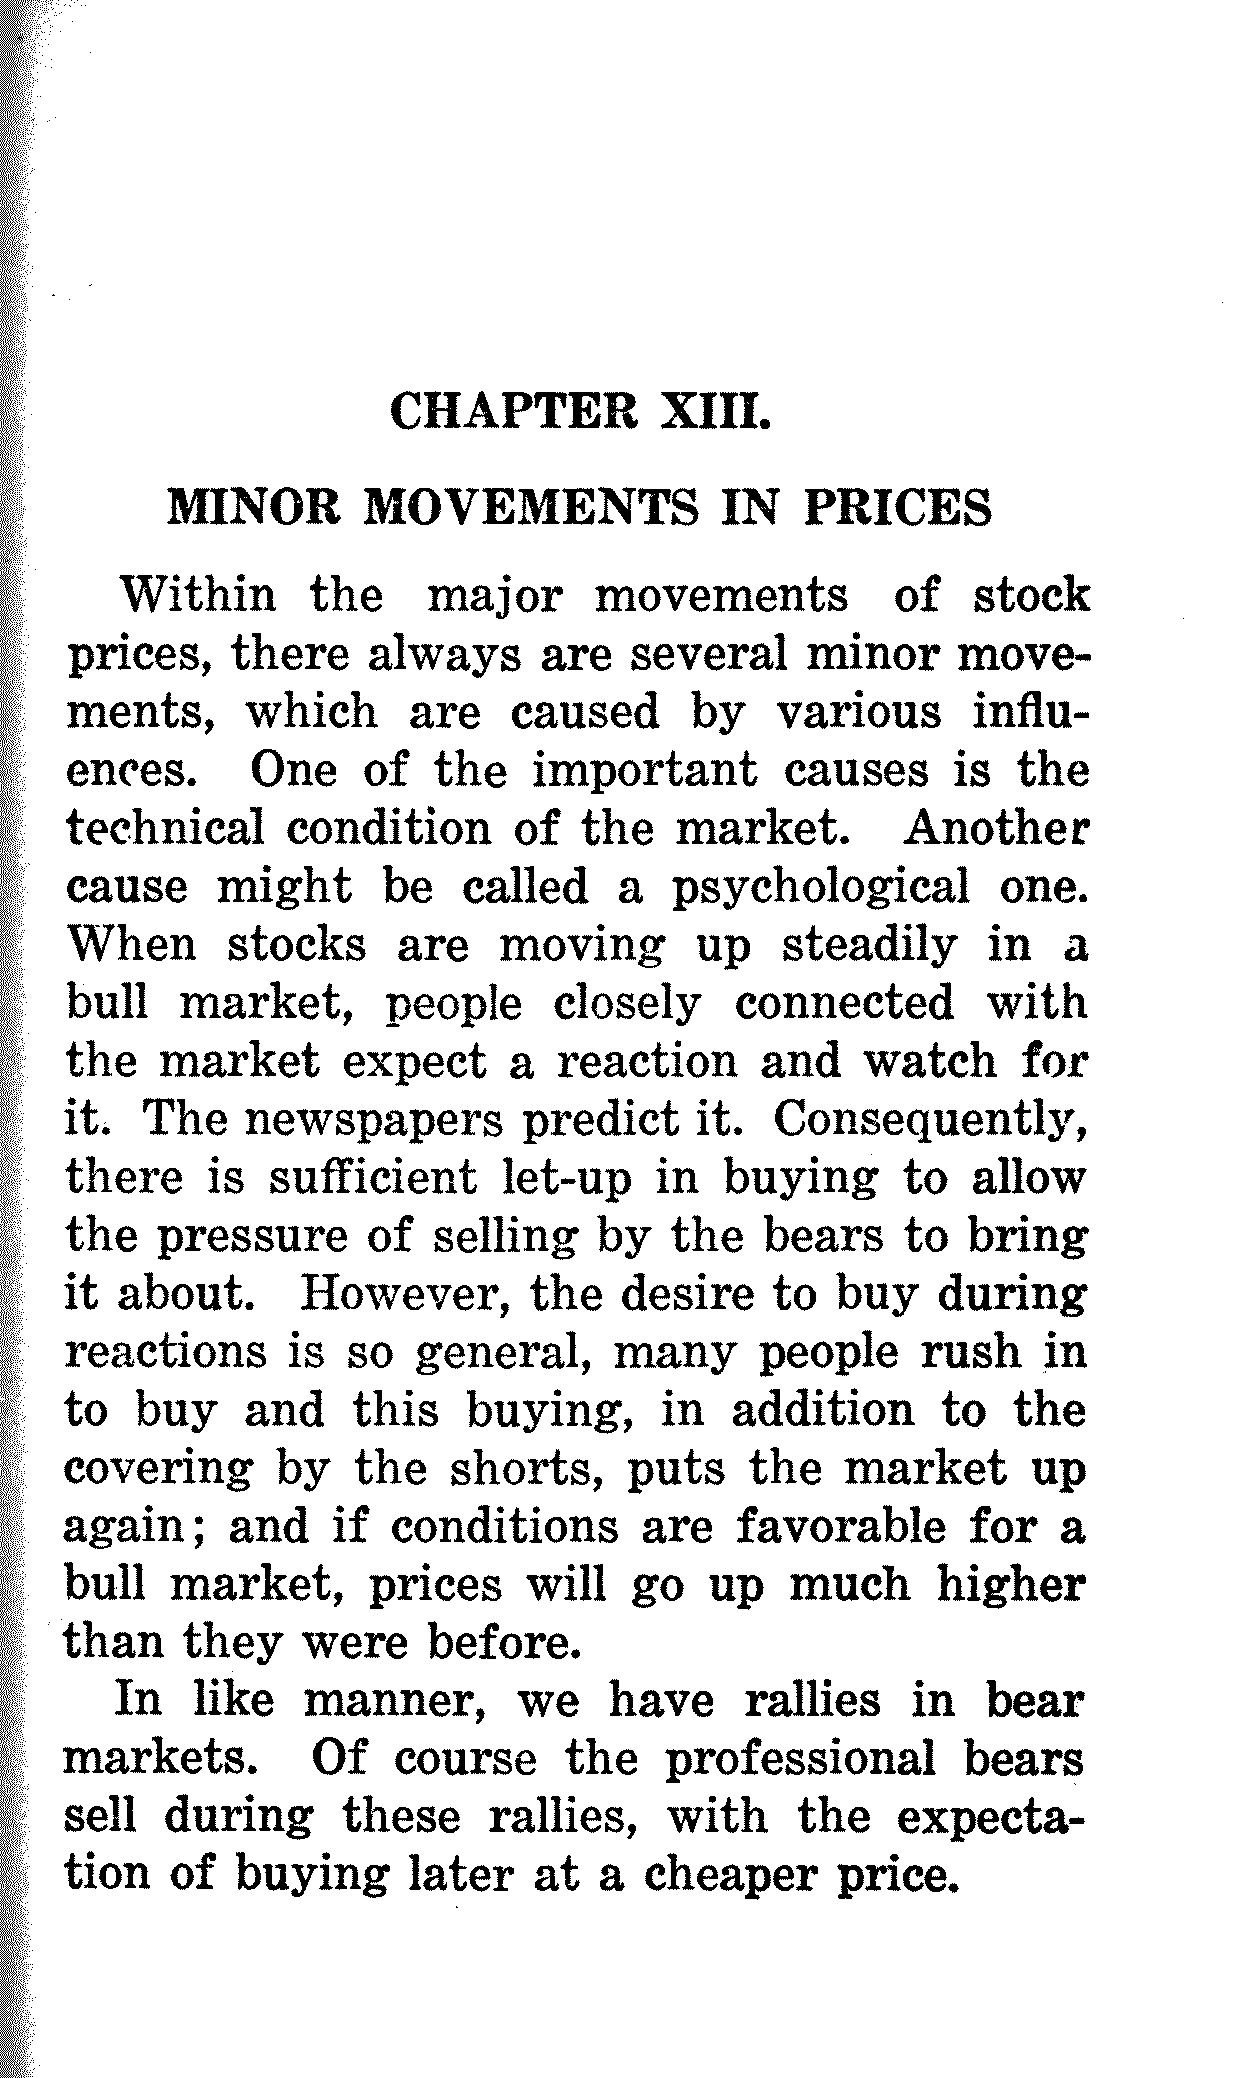 CHAPTER XIII.
MINOR MOVEMENTS IN PRICES
Within the major movements of stock
prices, there always are several minor move-
ments, which are caused by various influ-
ences. One of the important causes is the
technical condition of the market. Another
cause might be called a psychological one.
When stocks are moving up steadily in a
bull market, people closely connected with
the market expect a reaction and watch for
it. The newspapers predict it. Consequently,
there is sufficient let-up in buying to allow
the pressure of selling by the bears to bring
it about. However, the desire to buy during
reactions is so general, many people rush in
to buy and this buying, in addition to the
covering by the shorts, puts the market up
again; and if conditions are favorable for a
bull market, prices will go up much higher
than they were before.
In like manner, we have rallies in bear
markets. Of course the professional bears
sell during these rallies, with the expecta-
tion of buying later at a cheaper price.